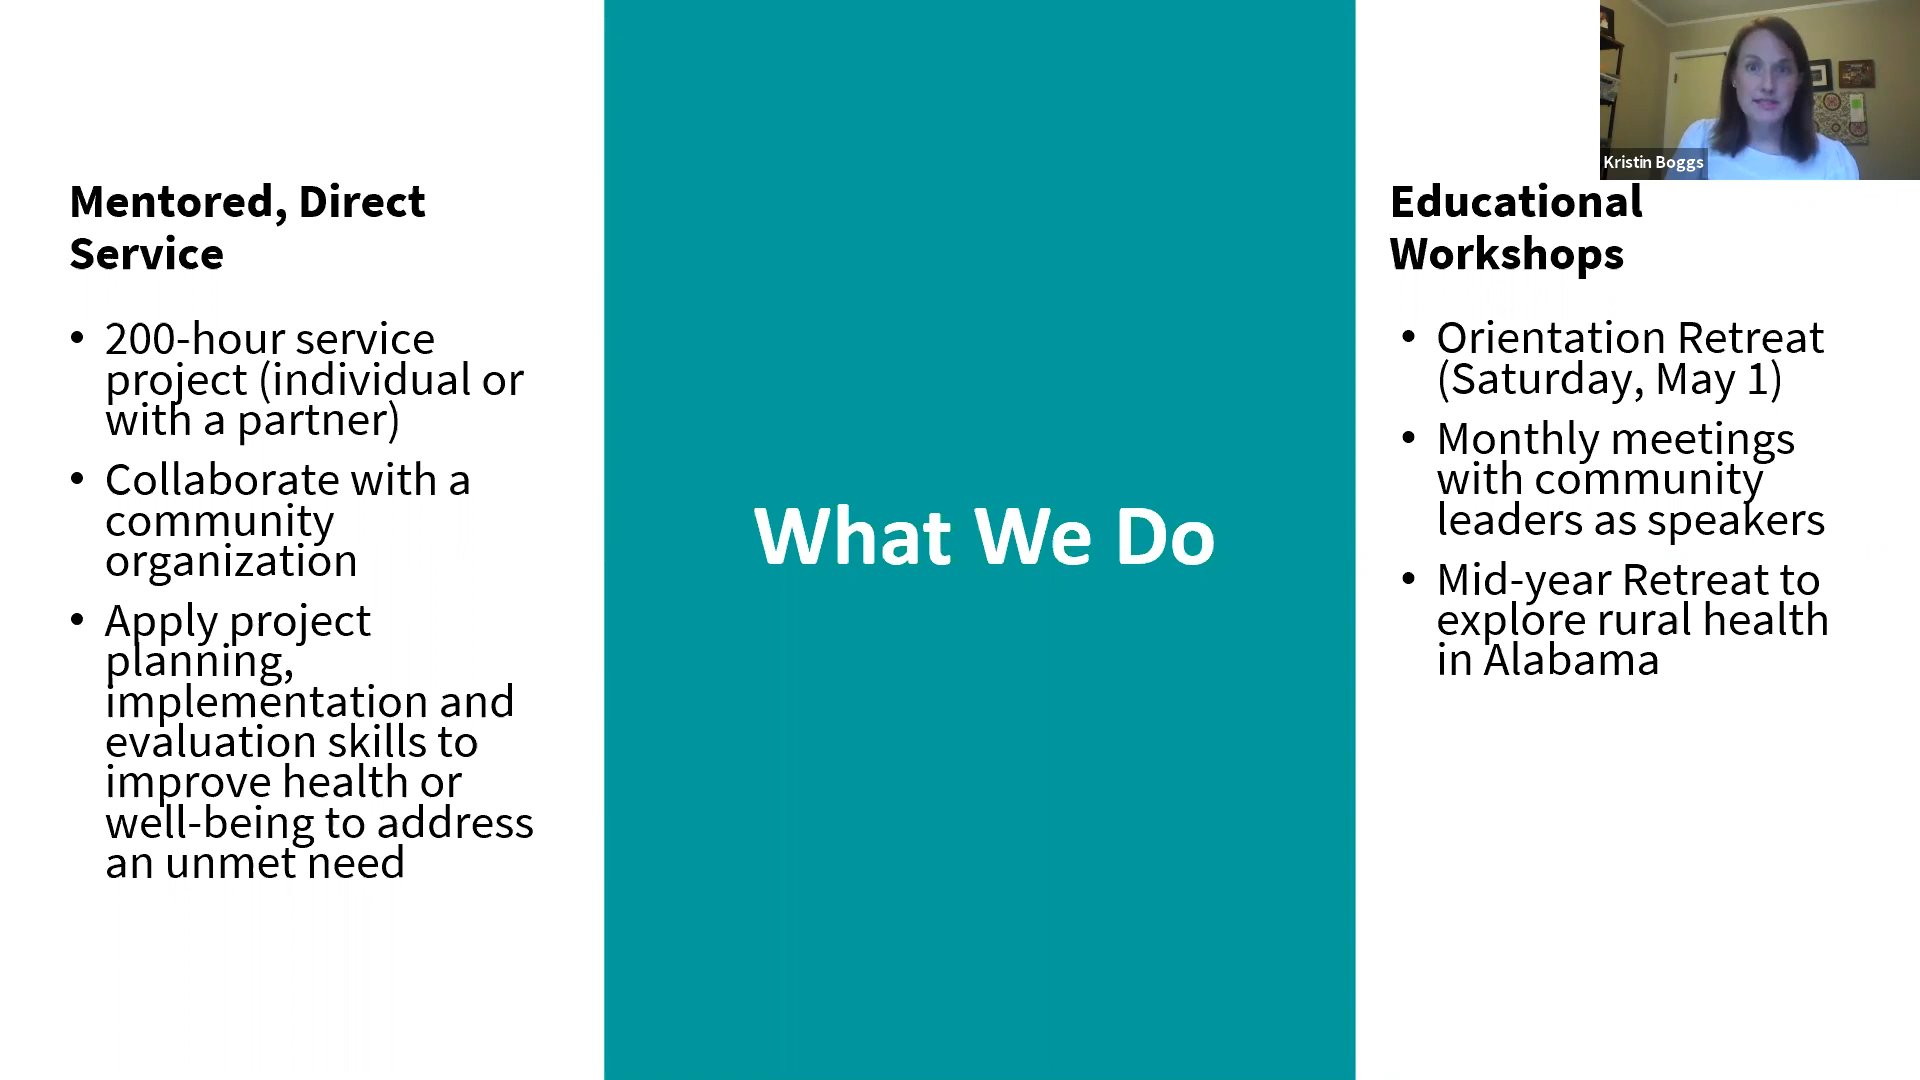 Mentored, Direct
Service
• 200-hour service
project (individual or
with a partner)
• Collaborate with a
community
organization
• Apply project
planning,
implementation and
evaluation skills to
improve health or
well-being to address
an unmet need
What We Do
Kristin Boggs
Educational
Workshops
• Orientation Retreat
(Saturday, May 1)
• Monthly meetings
with community
leaders as speakers
• Mid-year Retreat to
explore rural health
in Alabama